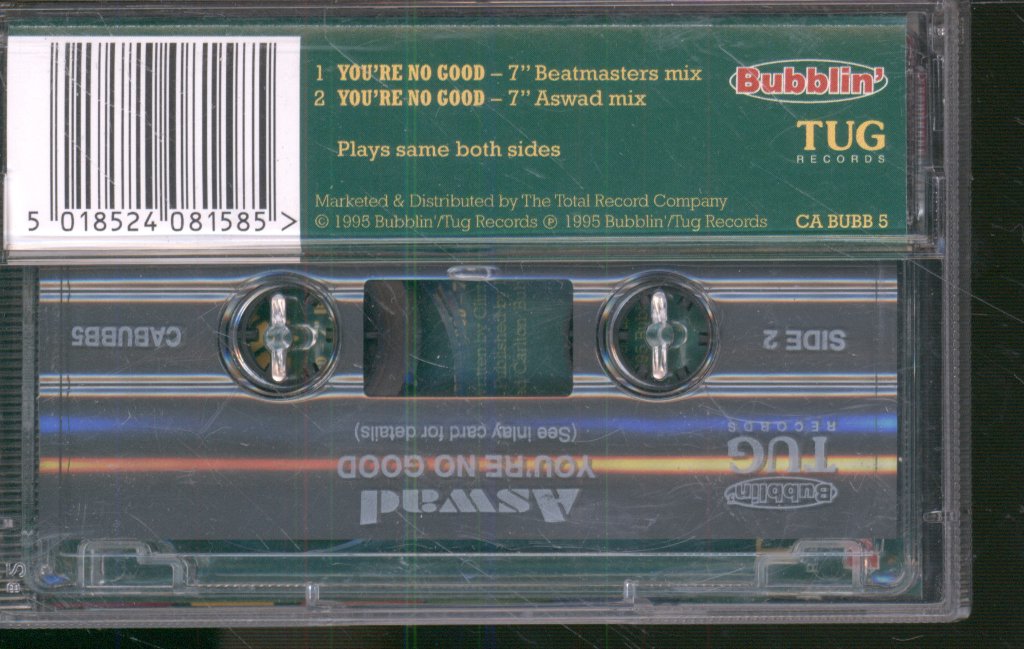 1 YOU'RE NO GOOD – 7" Beatmasters mix
2 YOU'RE NO GOOD – 7" Aswad mix
Plays same both sides
Marketed & Distributed by The Total Record Company
© 1995 Bubblin'/Tug Records ℗ 1995 Bubblin'/Tug Records
CA BUBB 5
Bubblin'
TUG
RECORDS
5 018524 081585 >
SIDE 2
CABUBB5
Aswad
YOU'RE NO GOOD
(See inlay card for details)
Bubblin'
TUG
RECORDS